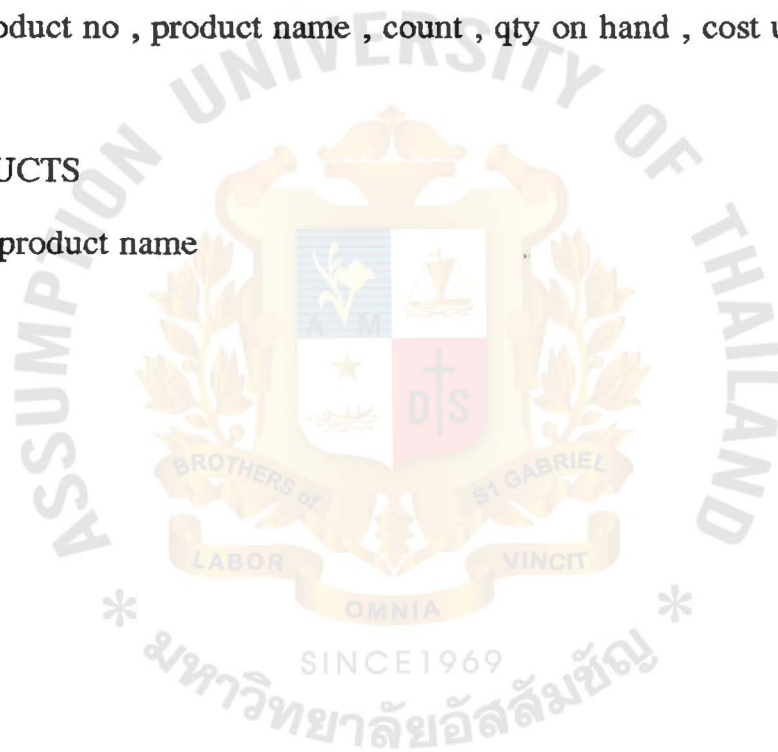 oduct no , product name , count , qty on hand , cost u
UCTS
product name
ASSUMPTION UNIVERSITY OF THAILAND
A M
D S
BROTHERS of
St GABRIEL
LABOR
VINCIT
OMNIA
SINCE1969
มหาวิทยาลัยอัสสัมชัญ